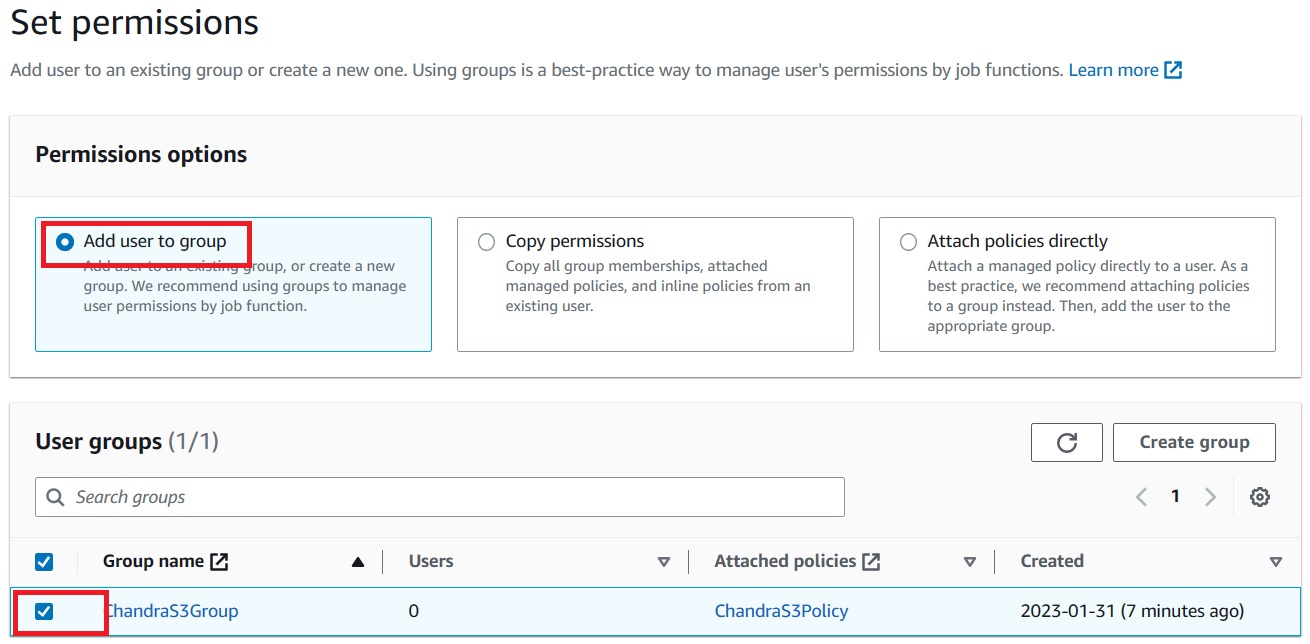 Set permissions
Add user to an existing group or create a new one. Using groups is a best-practice way to manage user's permissions by job functions. Learn more
Permissions options
Add user to group
Add user to an existing group, or create a new
group. We recommend using groups to manage
user permissions by job function.
Copy permissions
Copy all group memberships, attached
managed policies, and inline policies from an
existing user.
Attach policies directly
Attach a managed policy directly to a user. As a
best practice, we recommend attaching policies
to a group instead. Then, add the user to the
appropriate group.
User groups (1/1)
Create group
Search groups
1
Group name Users Attached policies Created
ChandraS3Group 0 ChandraS3Policy 2023-01-31 (7 minutes ago)